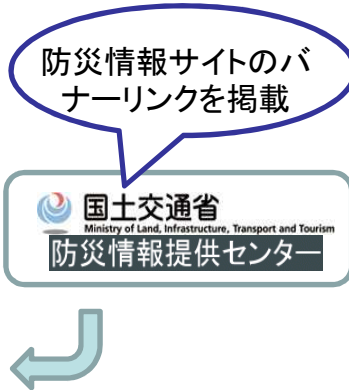 防災情報サイトのバ
ナーリンクを掲載
国土交通省
Ministry of Land, Infrastructure, Transport and Tourism
防災情報提供センター